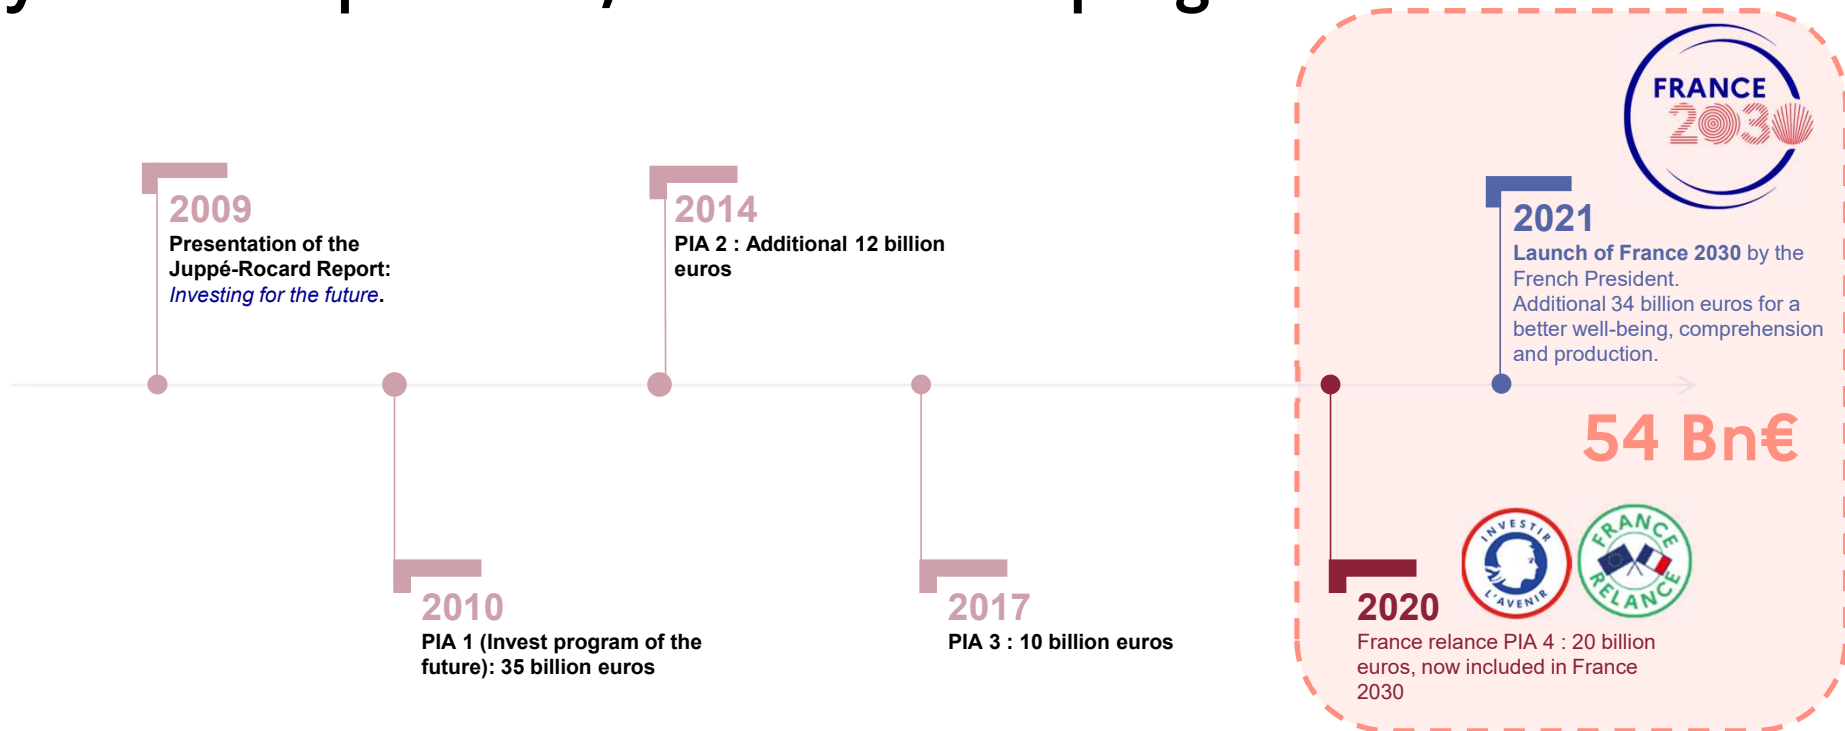 FRANCE
2030
2009
Presentation of the
Juppé-Rocard Report:
Investing for the future.
2014
PIA 2 : Additional 12 billion
euros
2021
Launch of France 2030 by the
French President.
Additional 34 billion euros for a
better well-being, comprehension
and production.
54 Bn€
2010
PIA 1 (Invest program of the
future): 35 billion euros
2017
PIA 3 : 10 billion euros
INVESTIR
L'AVENIR
FRANCE
RELANCE
2020
France relance PIA 4 : 20 billion
euros, now included in France
2030